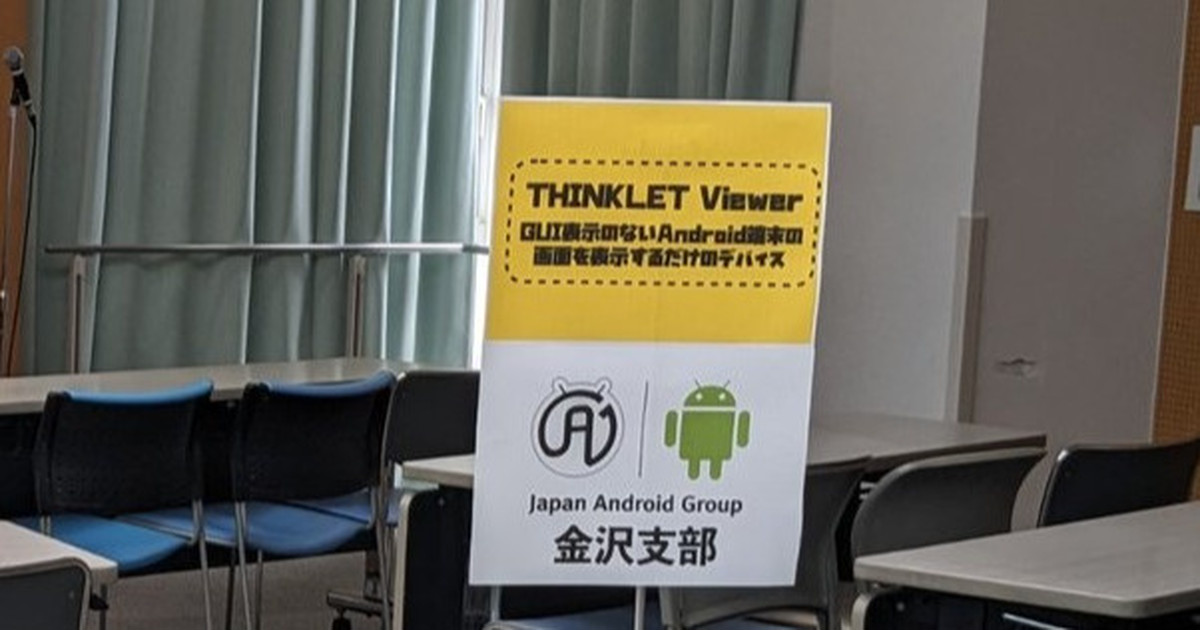 THINKLET Viewer
GUI表示のないAndroid端末の
画面を表示するだけのデバイス
Japan Android Group
金沢支部